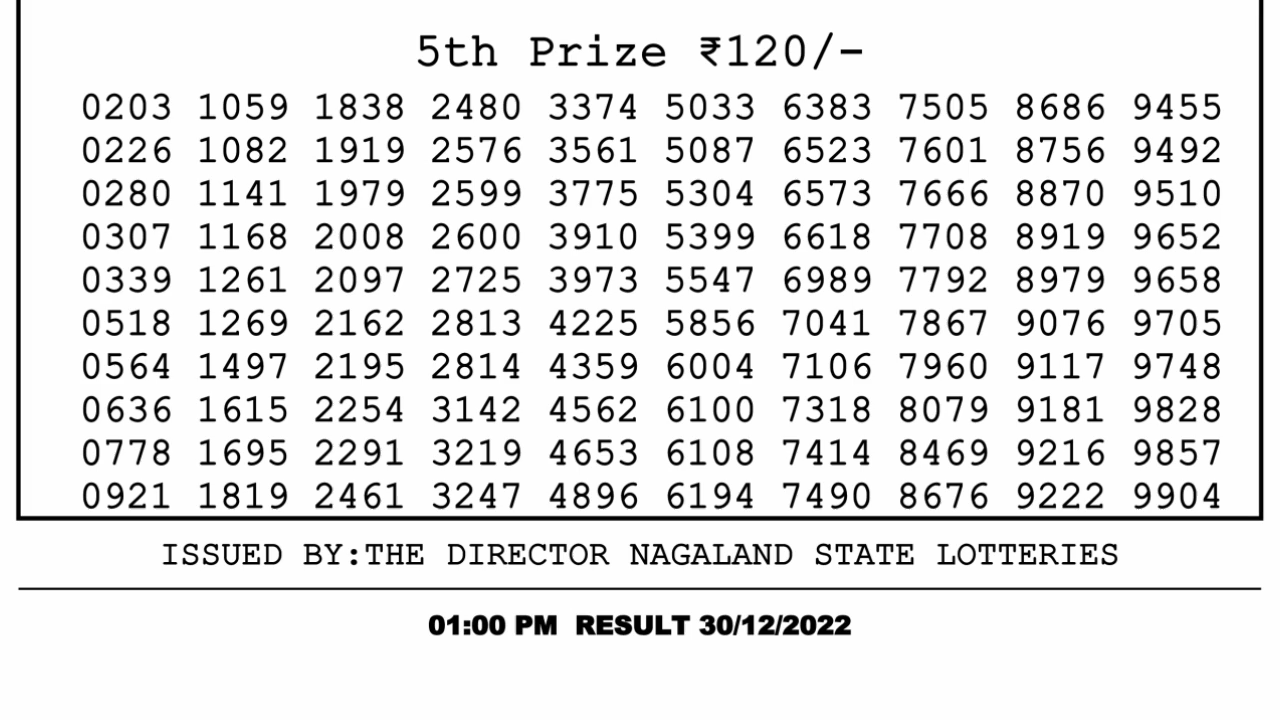 5th Prize ₹120/-
0203 1059 1838 2480 3374 5033 6383 7505 8686 9455
0226 1082 1919 2576 3561 5087 6523 7601 8756 9492
0280 1141 1979 2599 3775 5304 6573 7666 8870 9510
0307 1168 2008 2600 3910 5399 6618 7708 8919 9652
0339 1261 2097 2725 3973 5547 6989 7792 8979 9658
0518 1269 2162 2813 4225 5856 7041 7867 9076 9705
0564 1497 2195 2814 4359 6004 7106 7960 9117 9748
0636 1615 2254 3142 4562 6100 7318 8079 9181 9828
0778 1695 2291 3219 4653 6108 7414 8469 9216 9857
0921 1819 2461 3247 4896 6194 7490 8676 9222 9904
ISSUED BY:THE DIRECTOR NAGALAND STATE LOTTERIES
01:00 PM RESULT 30/12/2022